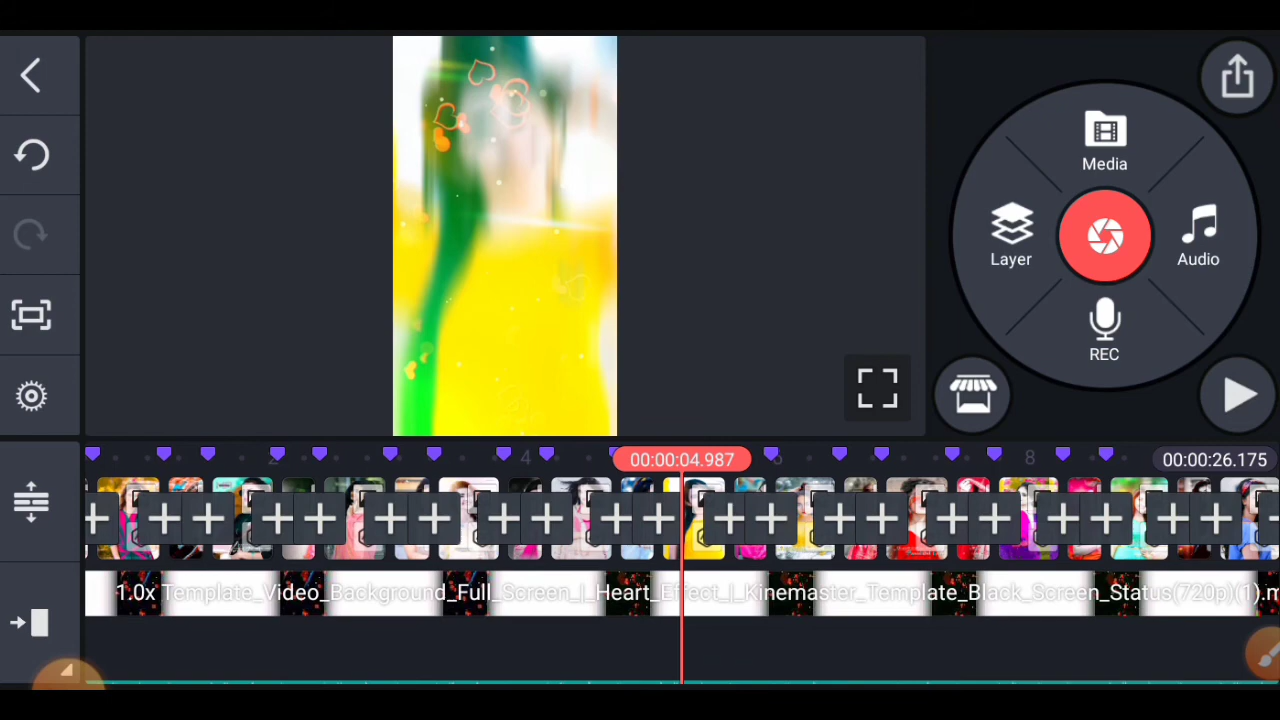 Media
Layer
Audio
REC
2
4
00:00:04.987
8
00:00:26.175
1.0x Template_Video_Background_Full_Screen_|_Heart_Effect_|_Kinemaster_Template_Black_Screen_Status(720p)(1).m